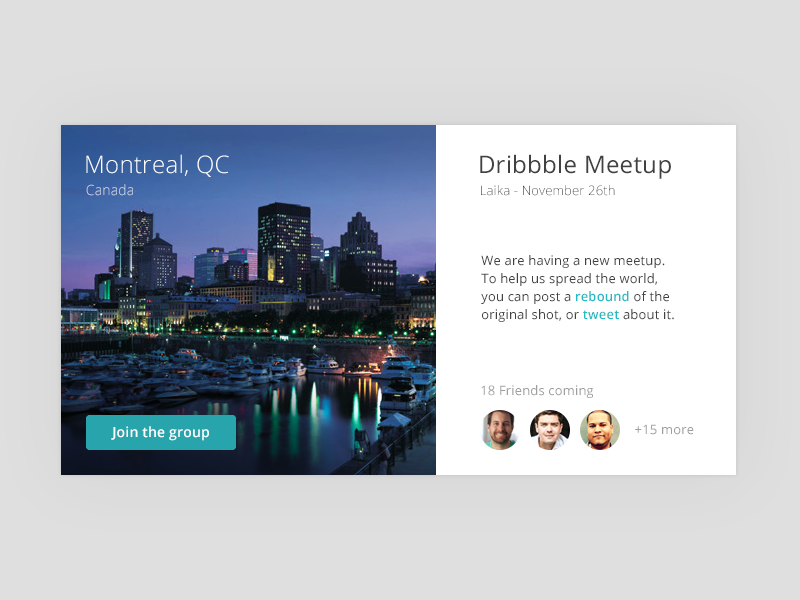 Montreal, QC
Canada
Join the group
Dribbble Meetup
Laika - November 26th
We are having a new meetup.
To help us spread the world,
you can post a rebound of the
original shot, or tweet about it.
18 Friends coming
+15 more